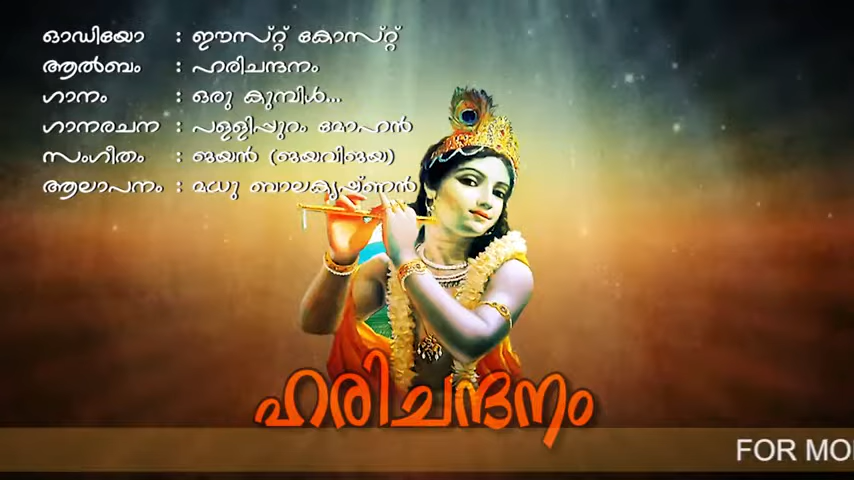 ഓഡിയോ : ഈസ്റ്റ് കോസ്റ്റ്
ആൽബം : ഹരിചന്ദനം
ഗാനം : ഒരു കുമ്പിൾ...
ഗാനരചന : പള്ളിപ്പുറം മോഹൻ
സംഗീതം : ജയൻ (ജയവിജയ)
ആലാപനം : മധു ബാലകൃഷ്ണൻ
ഹരിചന്ദനം
FOR MO